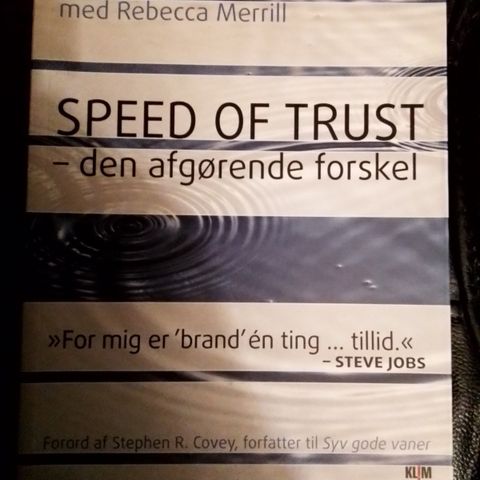 med Rebecca Merrill
SPEED OF TRUST
– den afgørende forskel
»For mig er 'brand' én ting ... tillid.«
– STEVE JOBS
Forord af Stephen R. Covey, forfatter til Syv gode vaner
KLIM